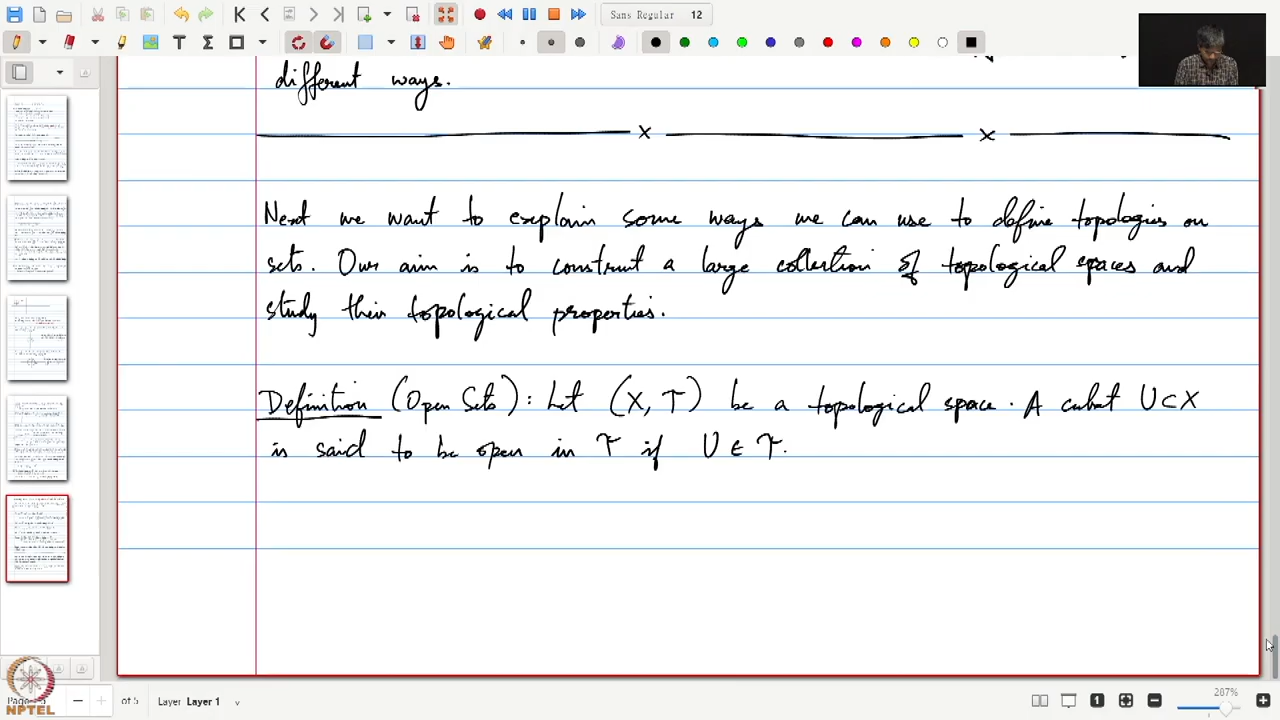 Sans Regular 12
different ways.
x x
Next we want to explain some ways we can use to define topologies on
sets. Our aim is to construct a large collection of topological spaces and
study their topological properties.
Definition (Open Sets): Let (X, τ) be a topological space. A subset U⊂X
is said to be open in τ if U ∈ τ.
NPTEL
of 5 Layer Layer 1 287%